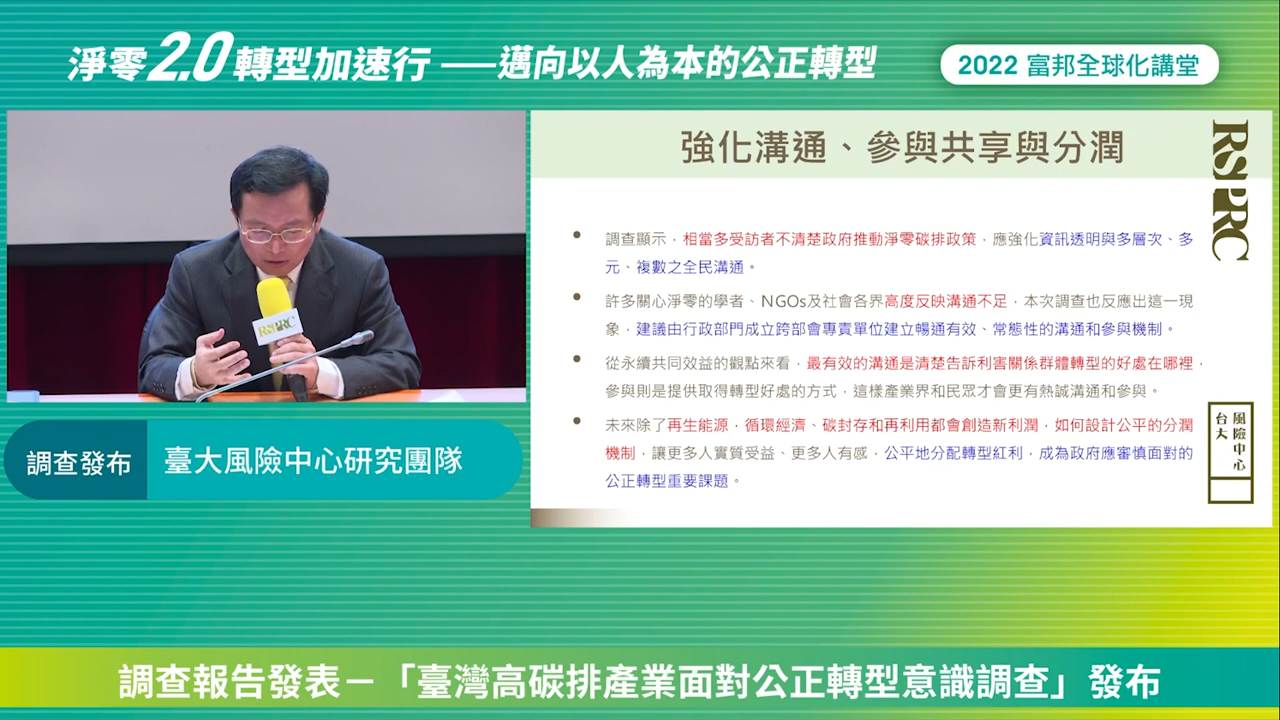 淨零2.0轉型加速行——邁向以人為本的公正轉型
2022 富邦全球化講堂
強化溝通、參與共享與分潤
RSPRC
• 調查顯示，相當多受訪者不清楚政府推動淨零碳排政策，應強化資訊透明與多層次、多
元、複數之全民溝通。
• 許多關心淨零的學者、NGOs及社會各界高度反映溝通不足，本次調查也反應出這一現
象，建議由行政部門成立跨部會專責單位建立暢通有效、常態性的溝通和參與機制。
• 從永續共同效益的觀點來看，最有效的溝通是清楚告訴利害關係群體轉型的好處在哪裡，
參與則是提供取得轉型好處的方式，這樣產業界和民眾才會更有熱誠溝通和參與。
• 未來除了再生能源，循環經濟、碳封存和再利用都會創造新利潤，如何設計公平的分潤
機制，讓更多人實質受益、更多人有感，公平地分配轉型紅利，成為政府應審慎面對的
公正轉型重要課題。
台大
風險中心
RSPRC
調查發布
臺大風險中心研究團隊
調查報告發表－「臺灣高碳排產業面對公正轉型意識調查」發布